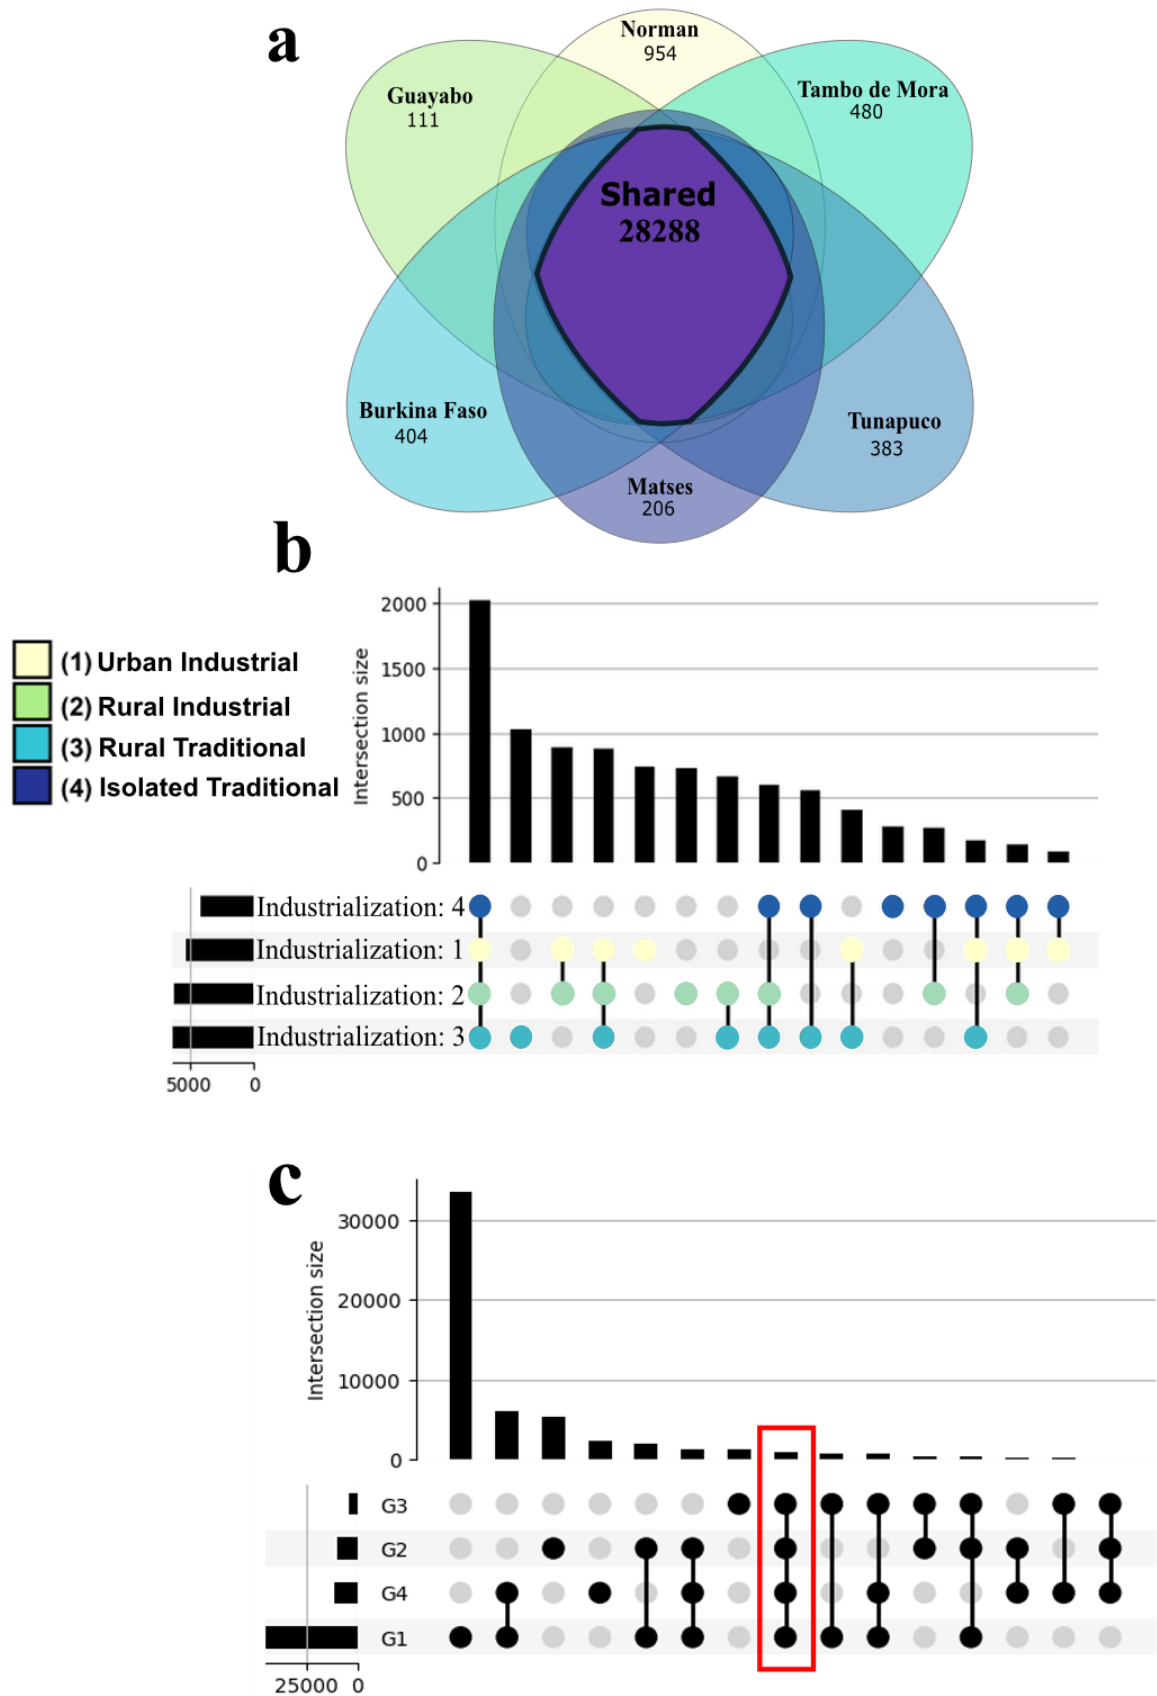 a
Norman
954
Guayabo
111
Tambo de Mora
480
Shared
28288
Burkina Faso
404
Tunapuco
383
Matses
206
b
(1) Urban Industrial
(2) Rural Industrial
(3) Rural Traditional
(4) Isolated Traditional
Intersection size
2000
1500
1000
500
0
Industrialization: 4
Industrialization: 1
Industrialization: 2
Industrialization: 3
5000 0
c
Intersection size
30000
20000
10000
0
G3
G2
G4
G1
25000 0